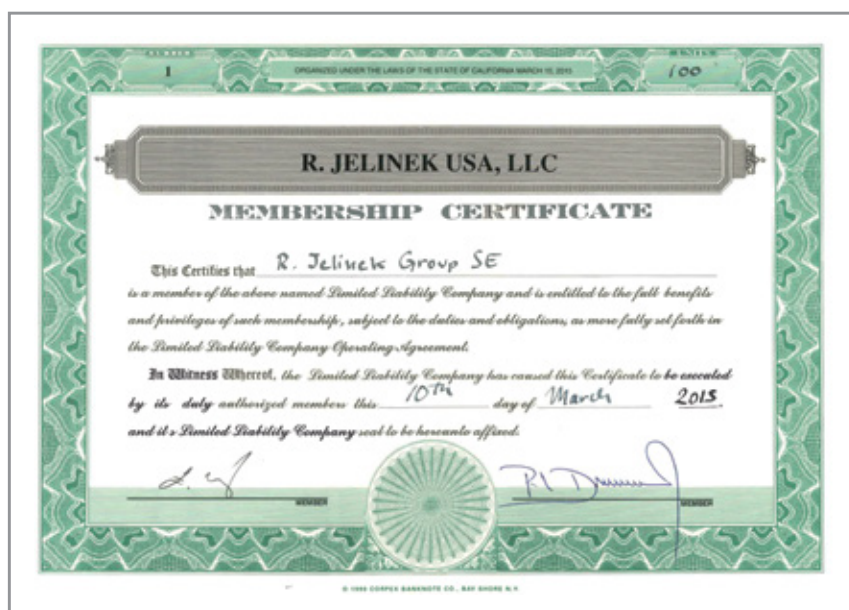 NUMBER
1
ORGANIZED UNDER THE LAWS OF THE STATE OF CALIFORNIA MARCH 10, 2013
100
R. JELINEK USA, LLC
MEMBERSHIP CERTIFICATE
This Certifies that R. Jelinek Group SE
is a member of the above named Limited Liability Company and is entitled to the full benefits
and privileges of such membership, subject to the duties and obligations, as more fully set forth in
the Limited Liability Company Operating Agreement.
In Witness Whereof, the Limited Liability Company has caused this Certificate to be executed
by its duly authorized members this 10th day of March 2013.
and it's Limited Liability Company seal to be hereunto affixed.
MEMBER
MEMBER
CORPEX BANKNOTE CO., BAY SHORE N.Y.